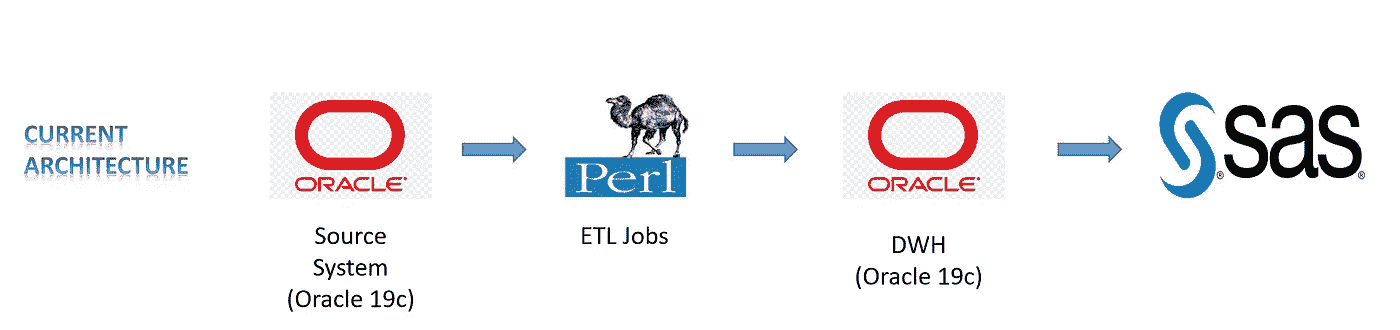 CURRENT
ARCHITECTURE
ORACLE®
Source
System
(Oracle 19c)
Perl
ETL Jobs
ORACLE®
DWH
(Oracle 19c)
® sas ®